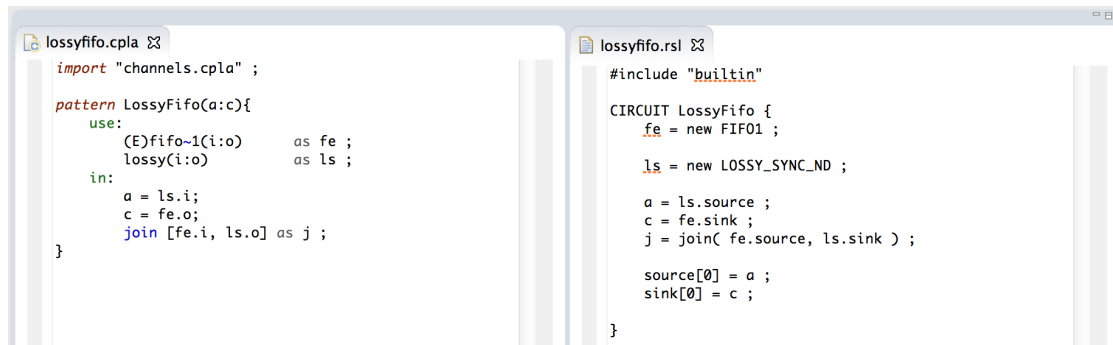 lossyfifo.cpla
import "channels.cpla" ;
pattern LossyFifo(a:c){
use:
(E)fifo~1(i:o) as fe ;
lossy(i:o) as ls ;
in:
a = ls.i;
c = fe.o;
join [fe.i, ls.o] as j ;
}
lossyfifo.rsl
#include "builtin"
CIRCUIT LossyFifo {
fe = new FIFO1 ;
ls = new LOSSY_SYNC_ND ;
a = ls.source ;
c = fe.sink ;
j = join( fe.source, ls.sink ) ;
source[0] = a ;
sink[0] = c ;
}